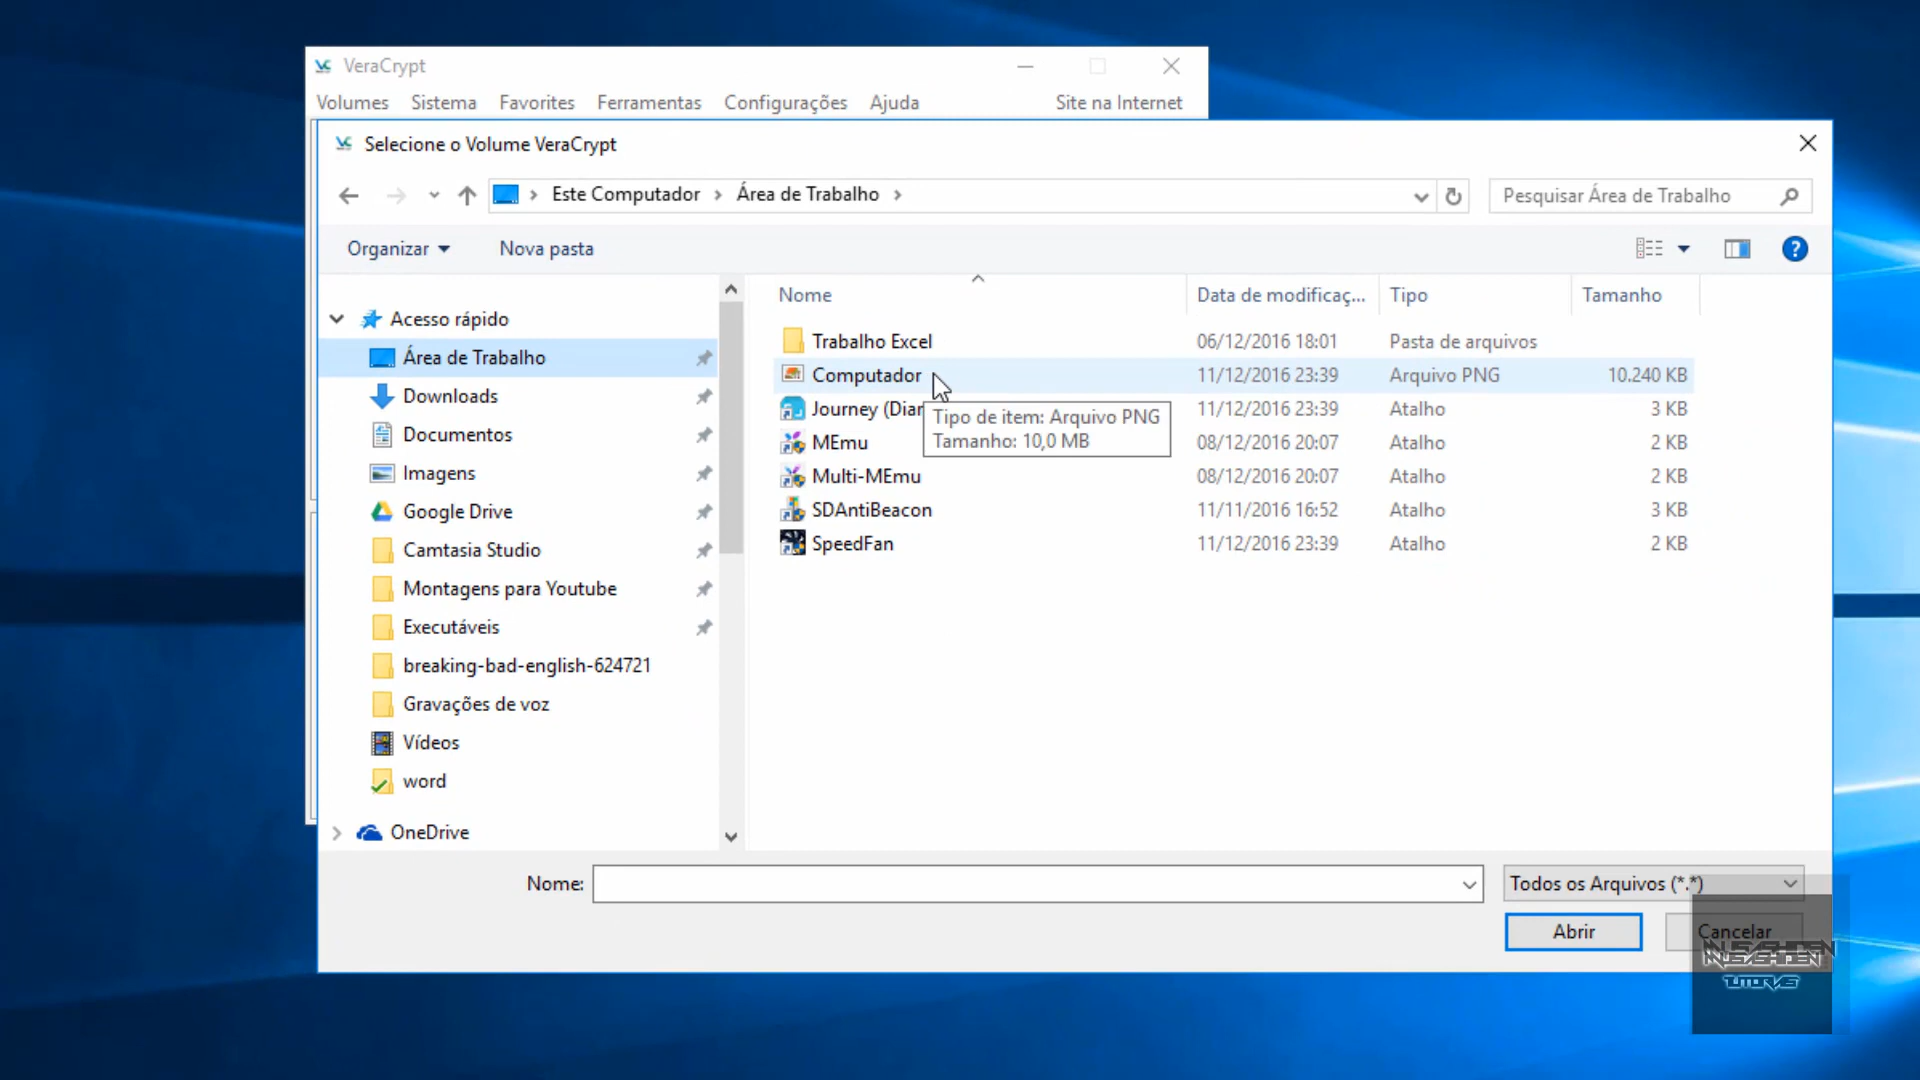 VeraCrypt
Volumes Sistema Favorites Ferramentas Configurações Ajuda Site na Internet
Selecione o Volume VeraCrypt
Este Computador Área de Trabalho
Pesquisar Área de Trabalho
Organizar Nova pasta
Nome Data de modificaç... Tipo Tamanho
Acesso rápido
Área de Trabalho
Downloads
Documentos
Imagens
Google Drive
Camtasia Studio
Montagens para Youtube
Executáveis
breaking-bad-english-624721
Gravações de voz
Vídeos
word
OneDrive
Trabalho Excel 06/12/2016 18:01 Pasta de arquivos
Computador 11/12/2016 23:39 Arquivo PNG 10.240 KB
Journey (Diar 11/12/2016 23:39 Atalho 3 KB
MEmu 08/12/2016 20:07 Atalho 2 KB
Multi-MEmu 08/12/2016 20:07 Atalho 2 KB
SDAntiBeacon 11/11/2016 16:52 Atalho 3 KB
SpeedFan 11/12/2016 23:39 Atalho 2 KB
Tipo de item: Arquivo PNG
Tamanho: 10,0 MB
Nome:
Todos os Arquivos (*.*)
Abrir Cancelar